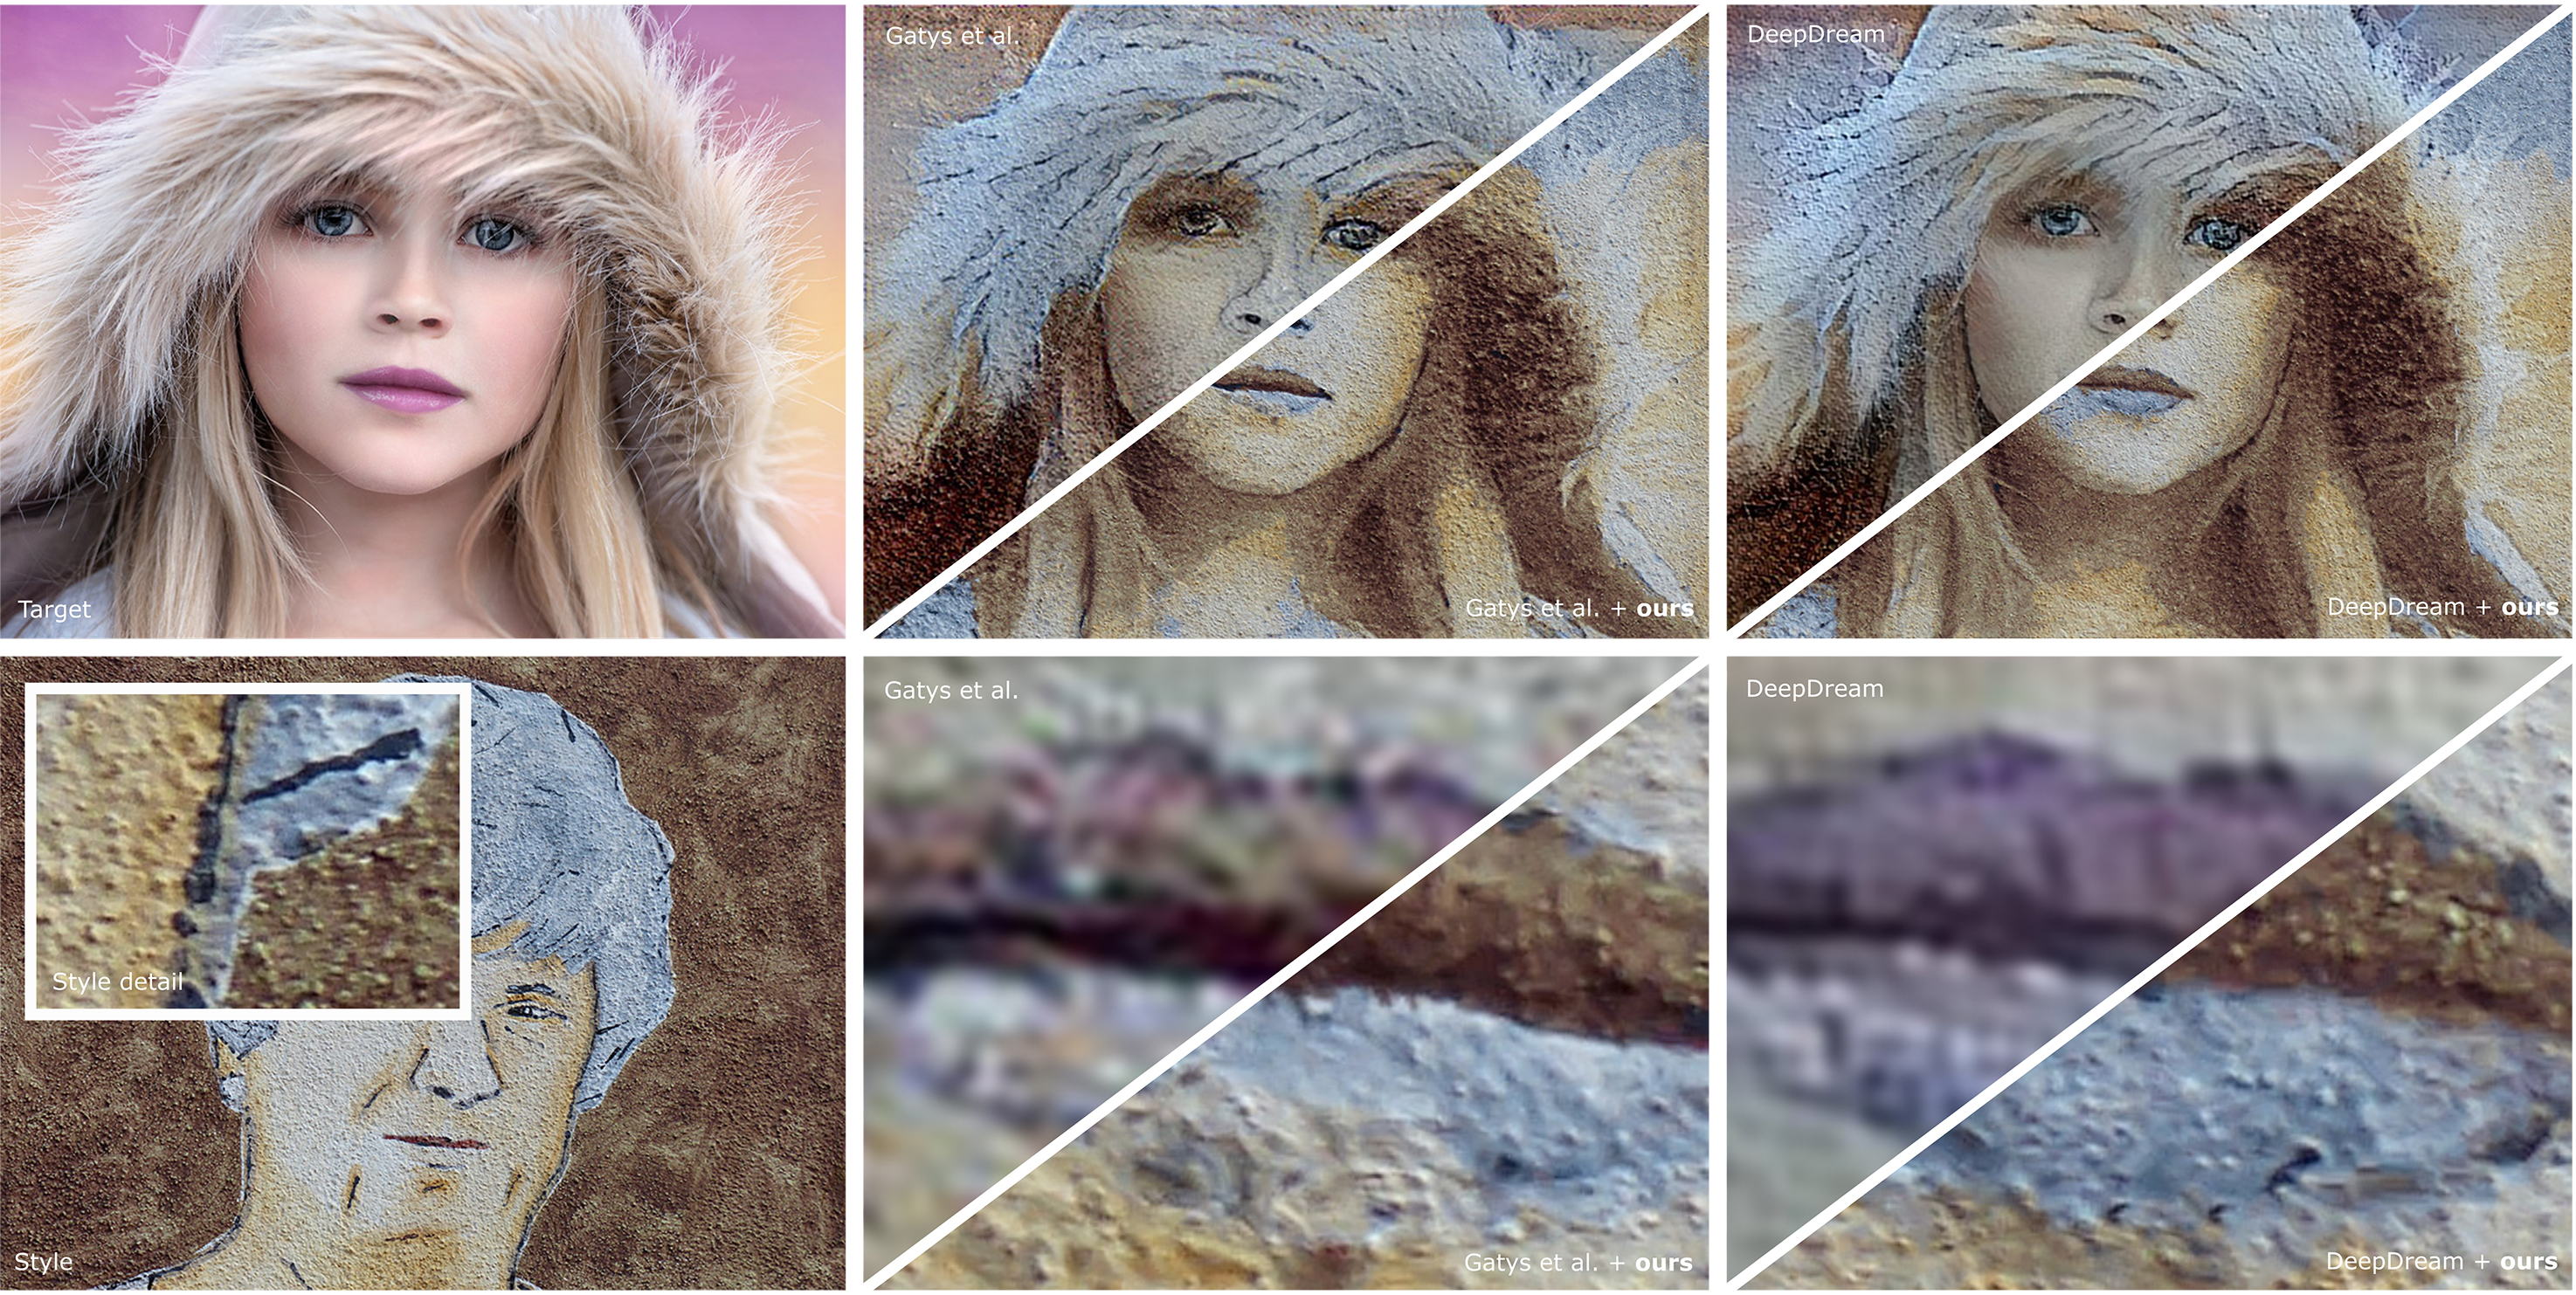 Target
Gatys et al.
Gatys et al. + ours
DeepDream
DeepDream + ours
Style detail
Style
Gatys et al.
Gatys et al. + ours
DeepDream
DeepDream + ours